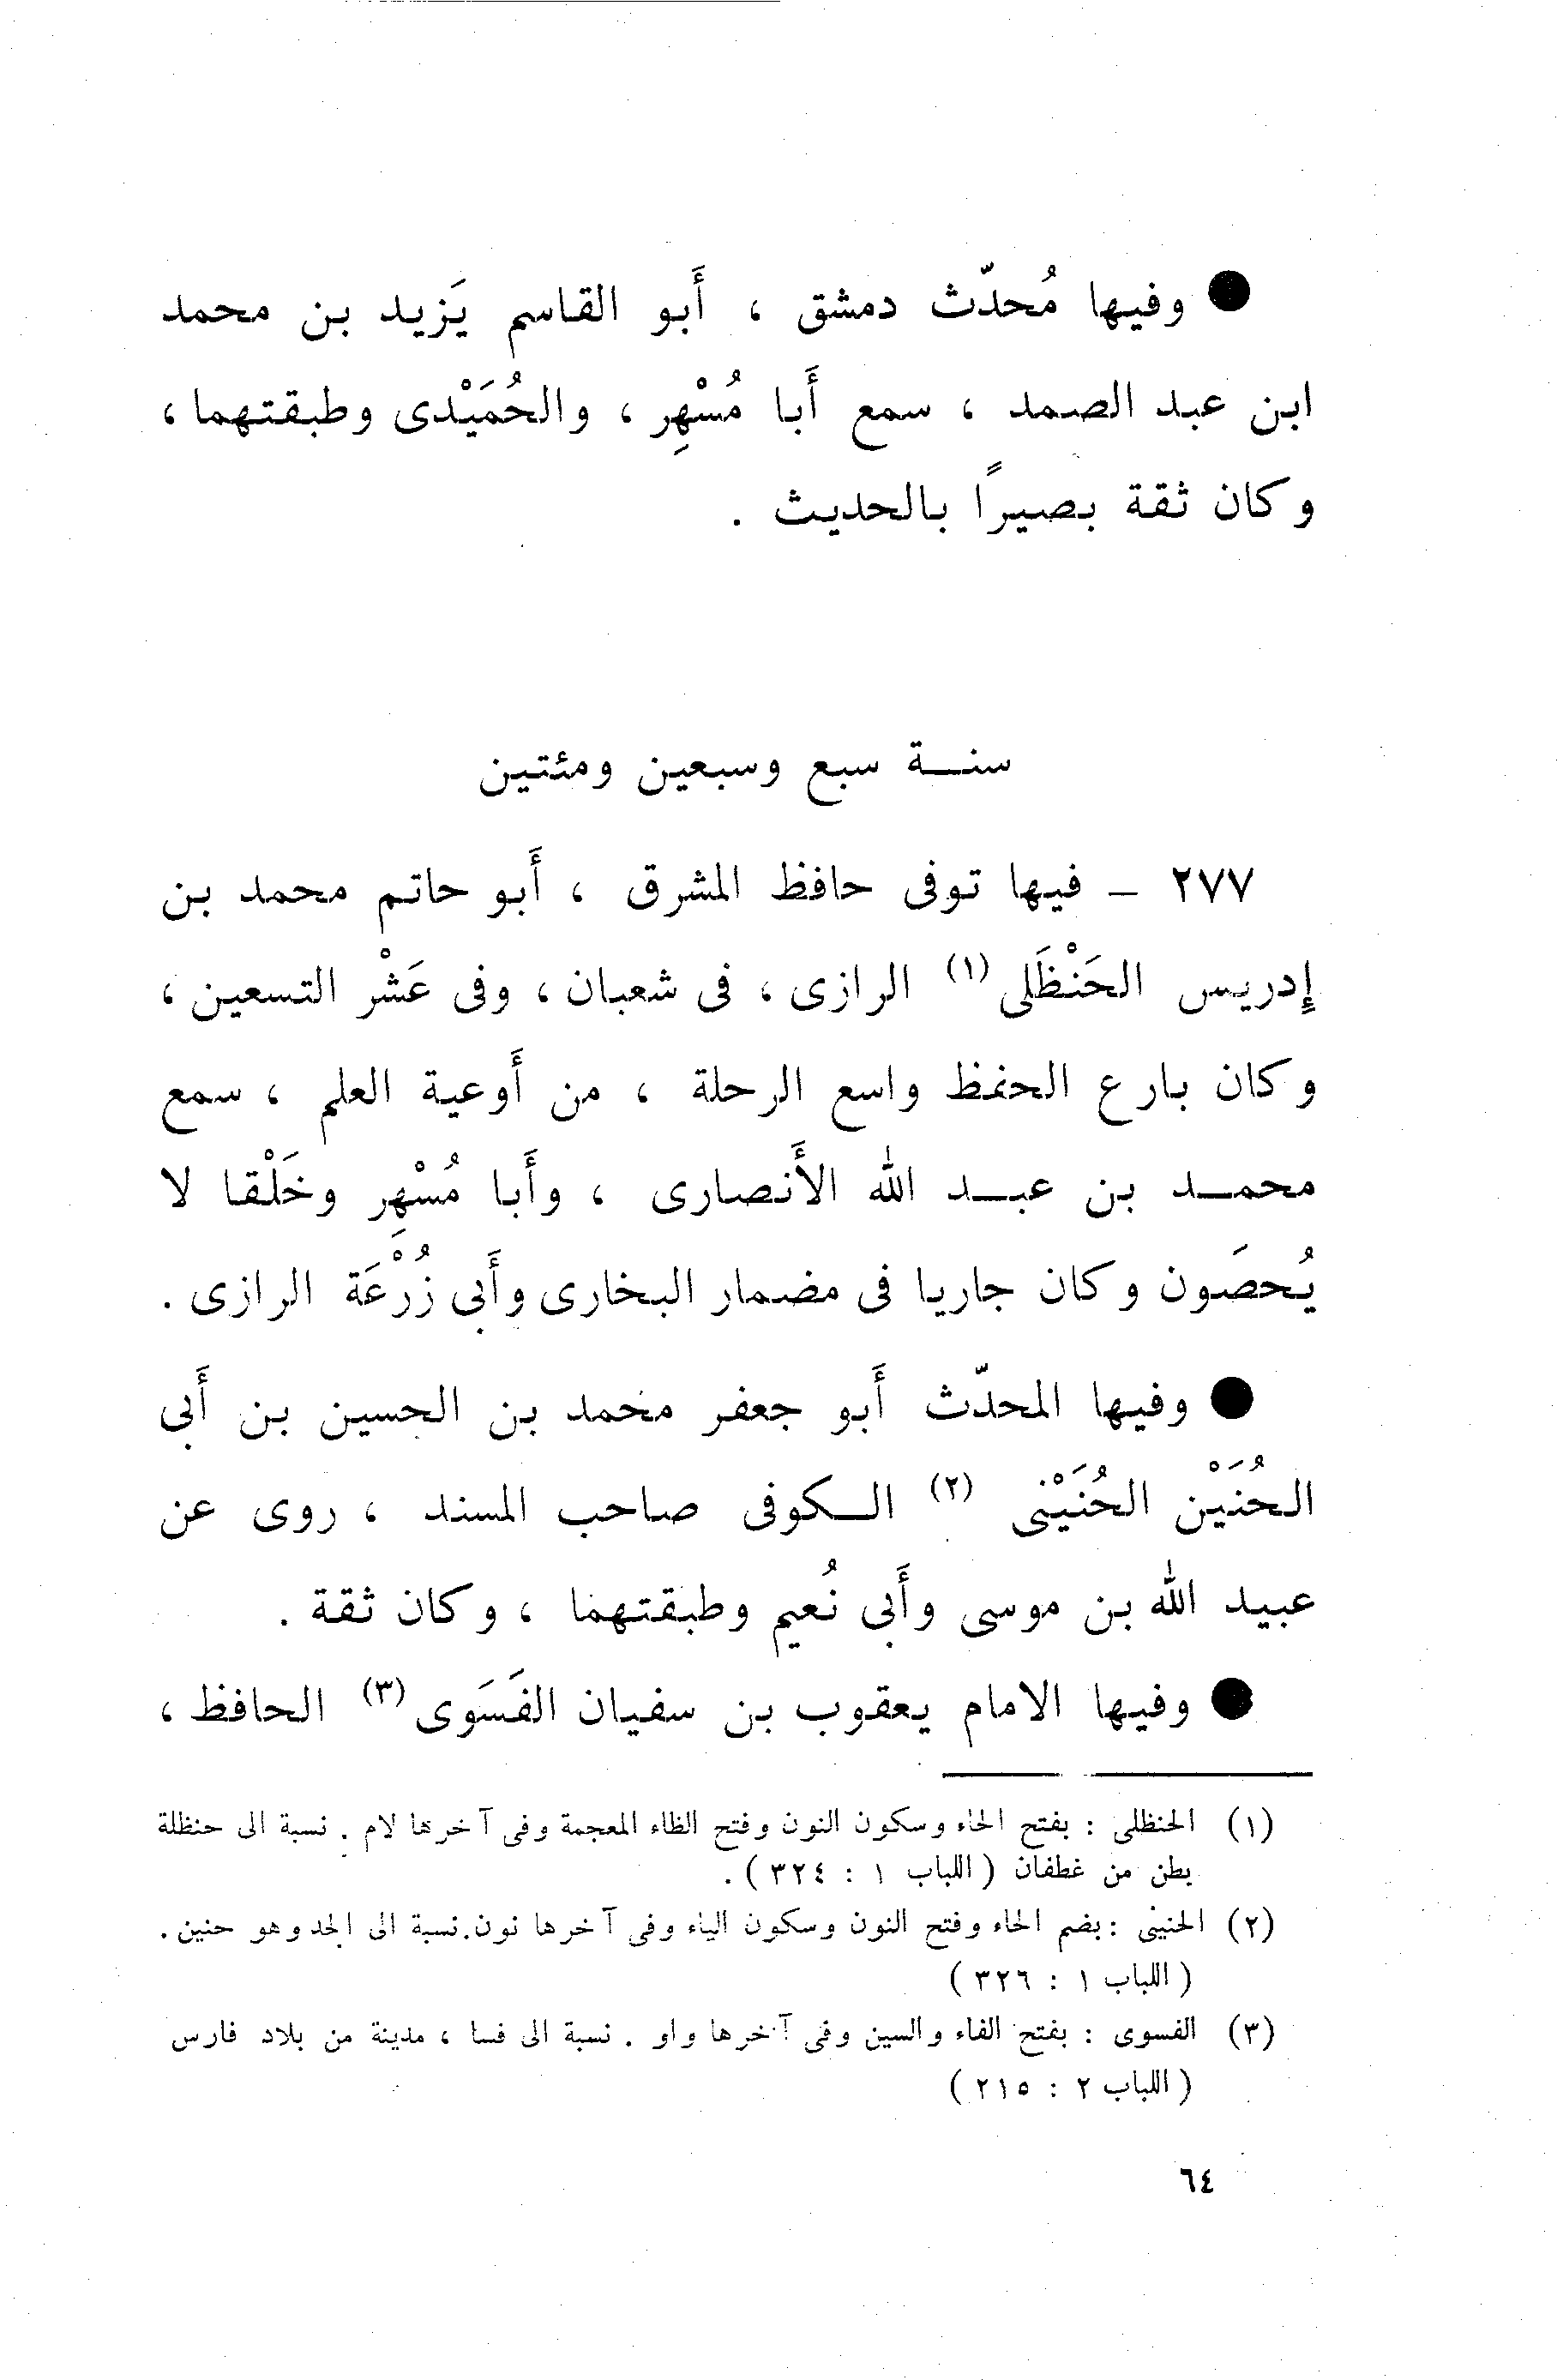 ● وفيها مُحدّث دمشق ، أَبو القاسم يَزيد بن محمد
ابن عبد الصمد ، سمع أَبا مُسْهِر ، والحُمَيْدى وطبقتهما ،
وكان ثقة بصيرًا بالحديث .
سنـــة سبع وسبعين ومئتين
٢٧٧ – فيها توفى حافظ المشرق ، أَبو حاتم محمد بن
إِدريس الحَنْظَلى (١) الرازى ، فى شعبان ، وفى عَشْر التسعين ،
وكان بارع الحفظ واسع الرحلة ، من أَوعية العلم ، سمع
محمــد بن عبــد الله الأَنصارى ، وأَبا مُسْهِر وخَلْقا لا
يُحصَون وكان جاريا فى مضمار البخارى وأَبى زُرْعَة الرازى .
● وفيها المحدّث أَبو جعفر محمد بن الحسين بن أَبى
الحُنَيْن الحُنَيْنى (٢) الــكوفى صاحب المسند ، روى عن
عبيد الله بن موسى وأَبى نُعيم وطبقتهما ، وكان ثقة .
● وفيها الامام يعقوب بن سفيان الفَسَوى (٣) الحافظ ،
(١) الحنظلى : بفتح الحاء وسكون النون وفتح الظاء المعجمة وفى آخرها لام . نسبة الى حنظلة
بطن من غطفان ( اللباب ١ : ٣٢٤ ) .
(٢) الحنينى : بضم الحاء وفتح النون وسكون الياء وفى آخرها نون.نسبة الى الجد وهو حنين .
( اللباب ١ : ٣٢٦ )
(٣) الفسوى : بفتح الفاء والسين وفى آخرها واو . نسبة الى فسا ، مدينة من بلاد فارس
( اللباب ٢ : ٢١٥ )
٦٤